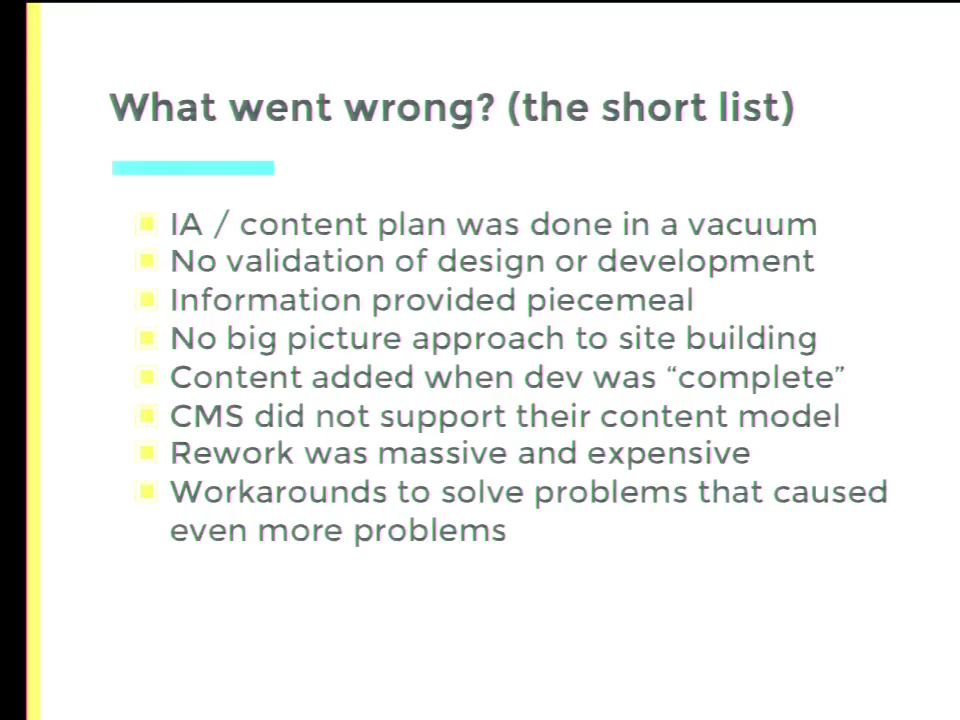 What went wrong? (the short list)
IA / content plan was done in a vacuum
No validation of design or development
Information provided piecemeal
No big picture approach to site building
Content added when dev was “complete”
CMS did not support their content model
Rework was massive and expensive
Workarounds to solve problems that caused
even more problems